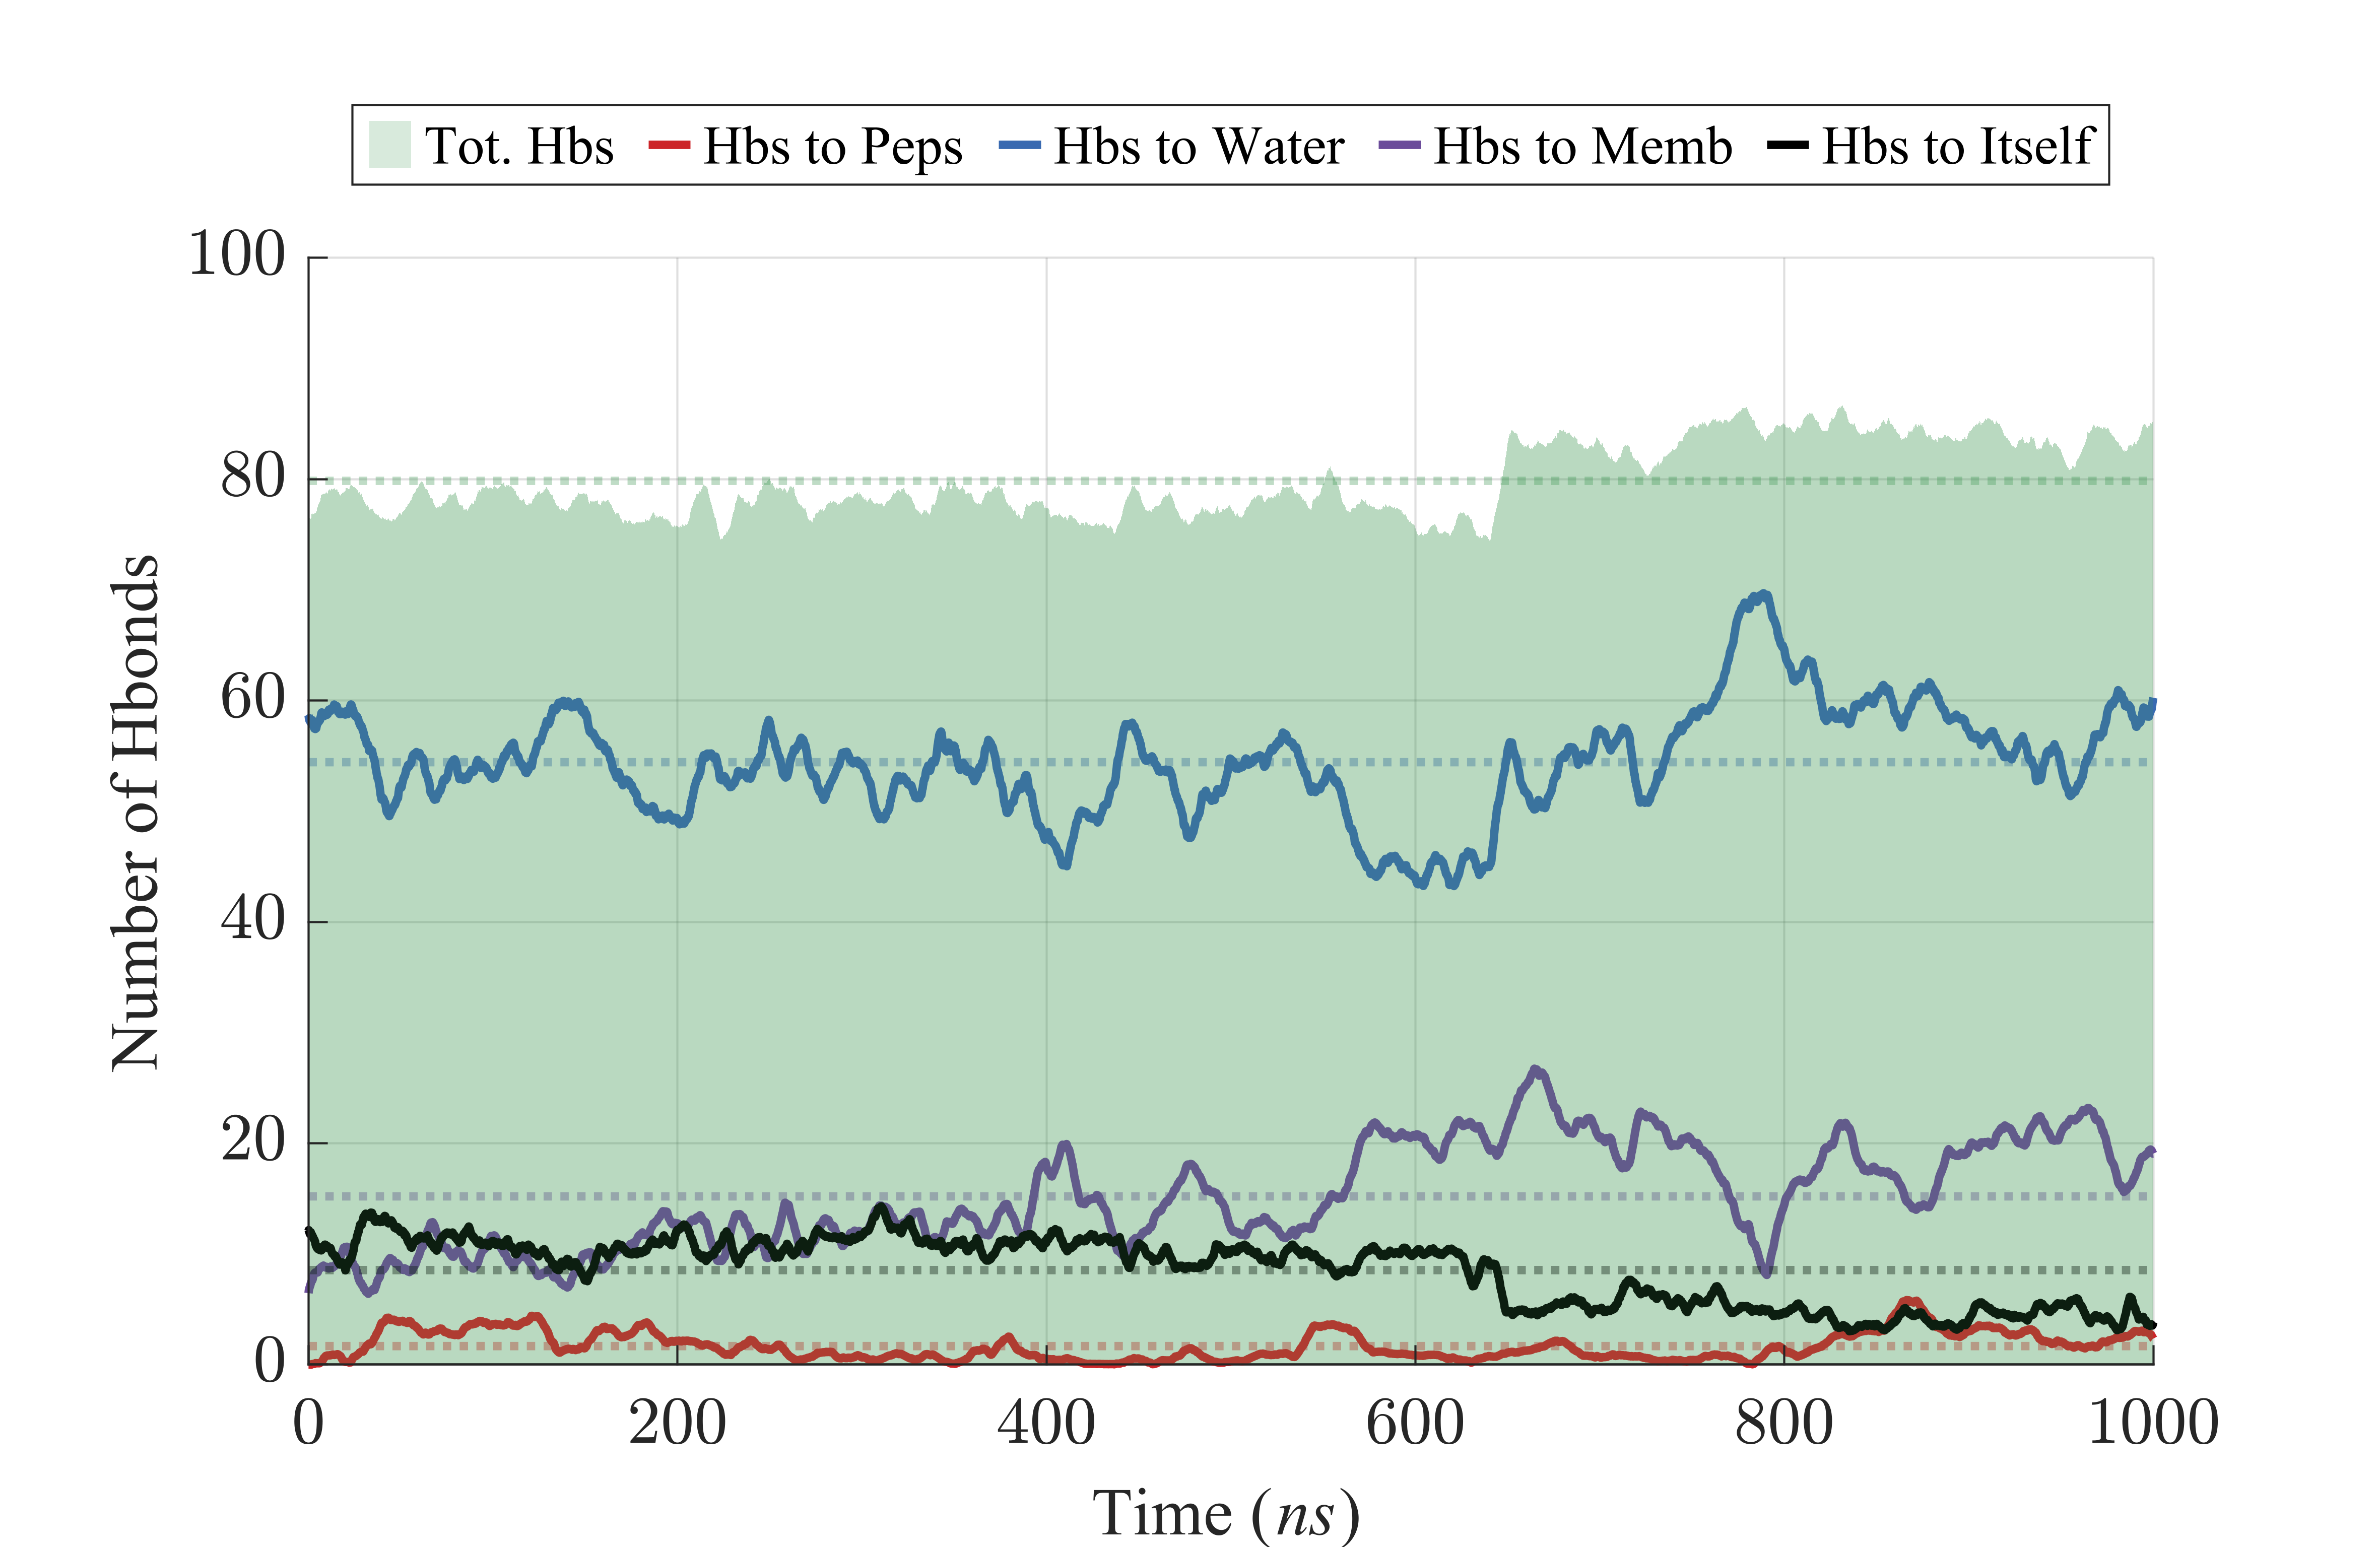 Tot. Hbs Hbs to Peps Hbs to Water Hbs to Memb Hbs to Itself
100
80
60
40
20
0
Number of Hbonds
0 200 400 600 800 1000
Time (ns)